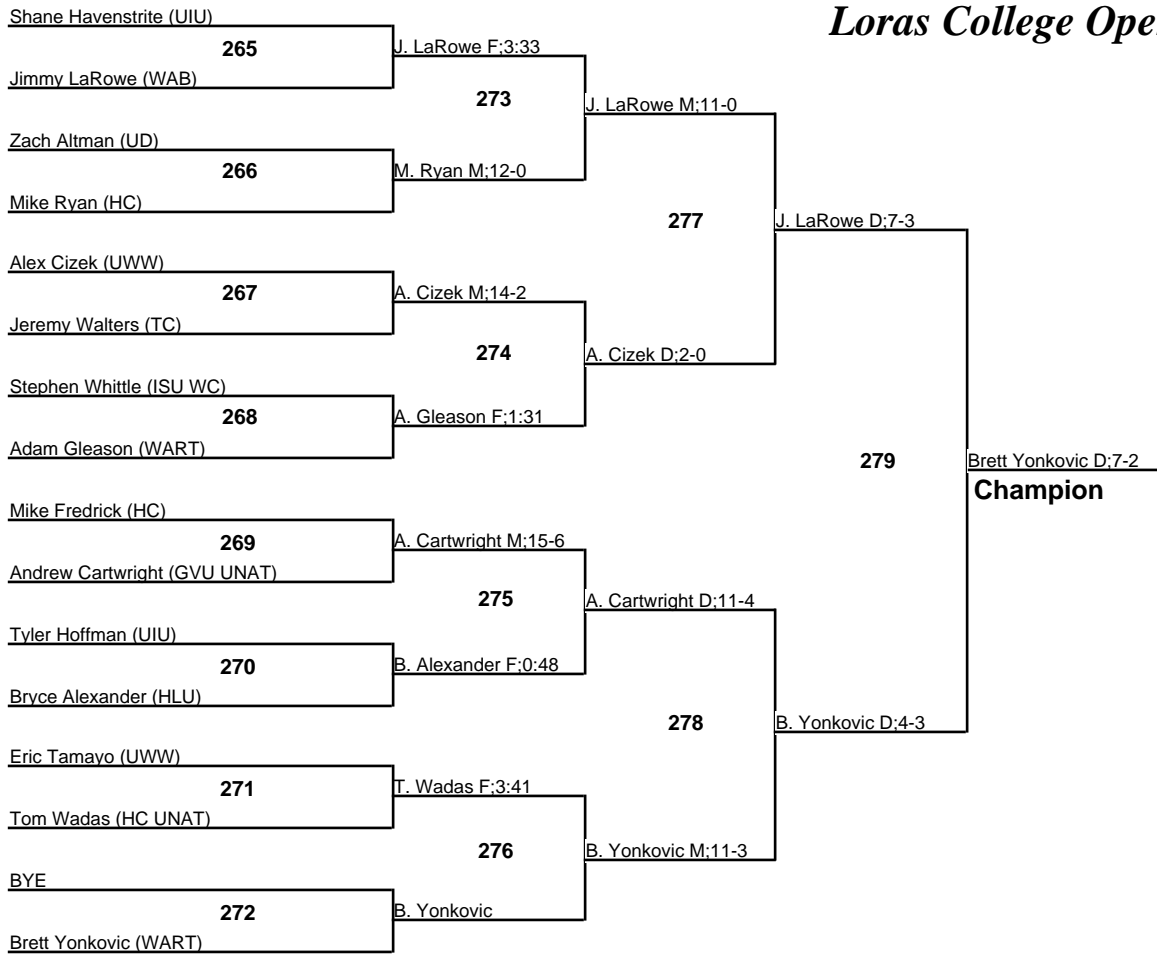 Loras College Ope
Shane Havenstrite (UIU)
265
Jimmy LaRowe (WAB)
J. LaRowe F;3:33
273
J. LaRowe M;11-0
Zach Altman (UD)
266
Mike Ryan (HC)
M. Ryan M;12-0
277
J. LaRowe D;7-3
Alex Cizek (UWW)
267
Jeremy Walters (TC)
A. Cizek M;14-2
274
A. Cizek D;2-0
Stephen Whittle (ISU WC)
268
Adam Gleason (WART)
A. Gleason F;1:31
279
Brett Yonkovic D;7-2
Champion
Mike Fredrick (HC)
269
Andrew Cartwright (GVU UNAT)
A. Cartwright M;15-6
275
A. Cartwright D;11-4
Tyler Hoffman (UIU)
270
Bryce Alexander (HLU)
B. Alexander F;0:48
278
B. Yonkovic D;4-3
Eric Tamayo (UWW)
271
Tom Wadas (HC UNAT)
T. Wadas F;3:41
276
B. Yonkovic M;11-3
BYE
272
Brett Yonkovic (WART)
B. Yonkovic